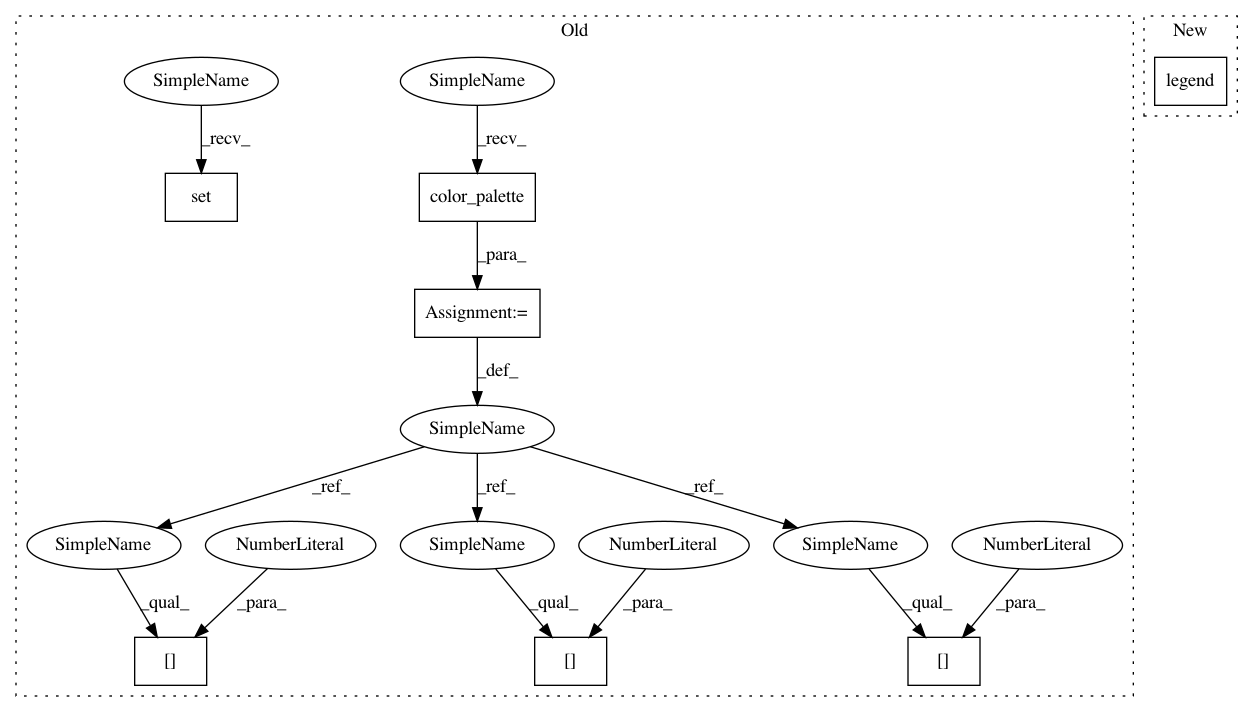 Old
New
SimpleName
SimpleName
legend
_recv_
_recv_
set
color_palette
_para_
Assignment:=
_def_
SimpleName
_ref_
_ref_
_ref_
SimpleName
NumberLiteral
SimpleName
NumberLiteral
SimpleName
NumberLiteral
_qual_
_para_
_qual_
_para_
_qual_
_para_
[]
[]
[]